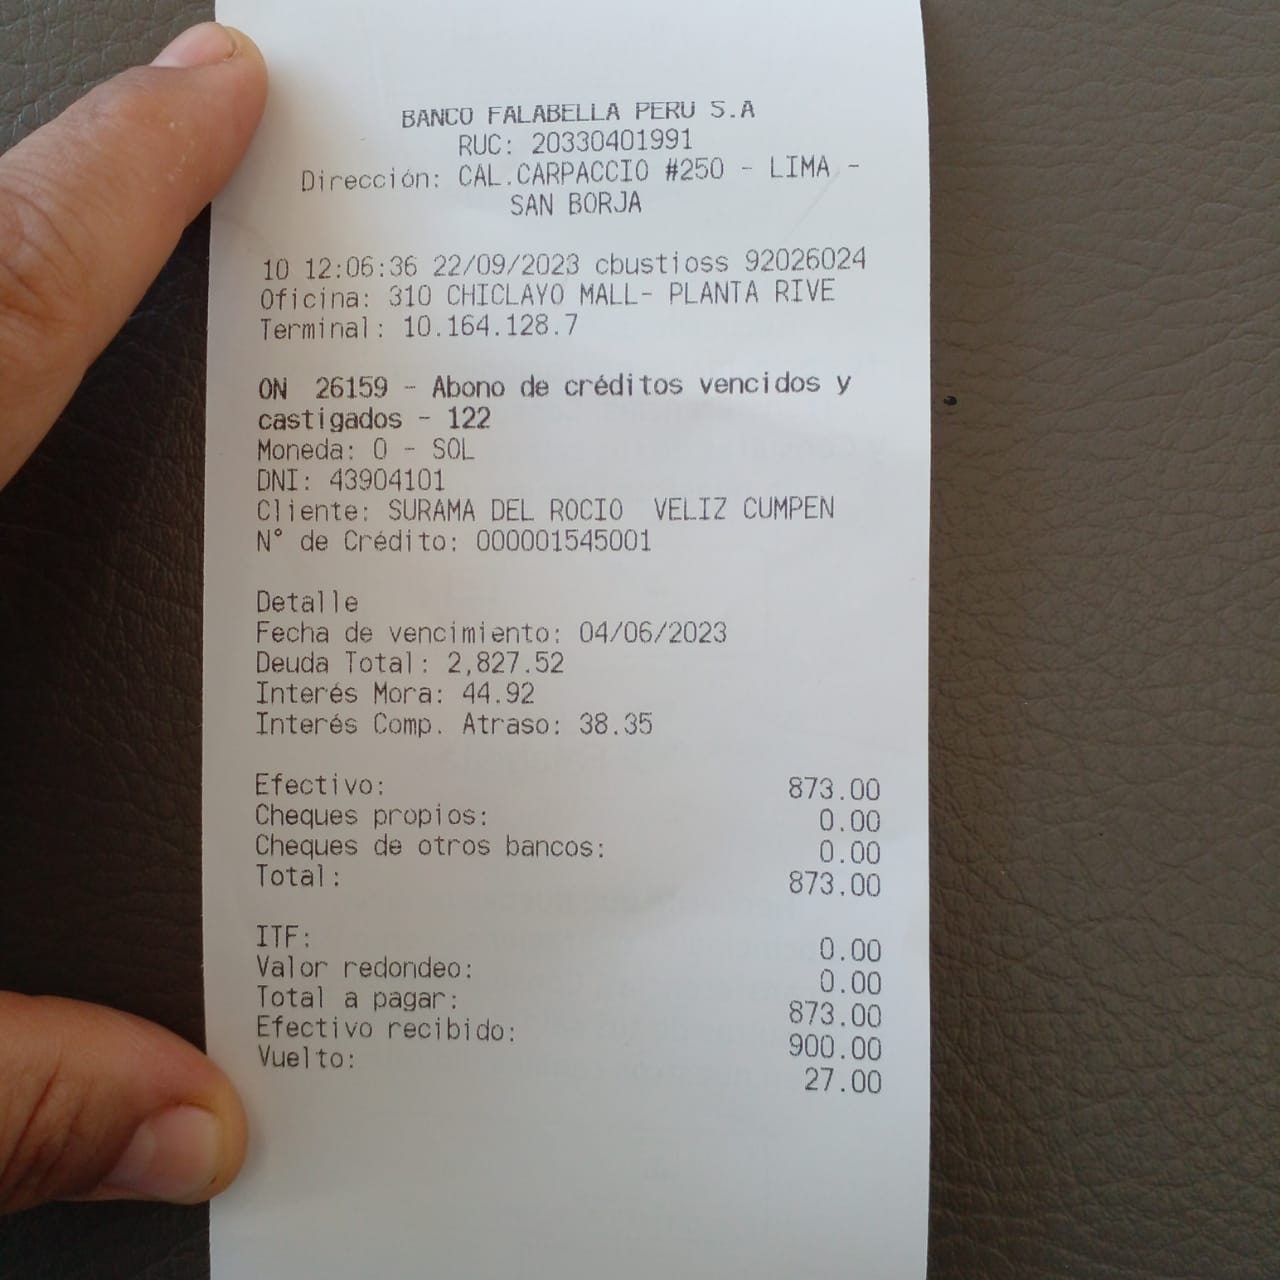 BANCO FALABELLA PERU S.A
RUC: 20330401991
Dirección: CAL.CARPACCIO #250 - LIMA -
SAN BORJA
10 12:06:36 22/09/2023 cbustioss 92026024
Oficina: 310 CHICLAYO MALL- PLANTA RIVE
Terminal: 10.164.128.7
ON 26159 - Abono de créditos vencidos y
castigados - 122
Moneda: 0 - SOL
DNI: 43904101
Cliente: SURAMA DEL ROCIO VELIZ CUMPEN
N° de Crédito: 000001545001
Detalle
Fecha de vencimiento: 04/06/2023
Deuda Total: 2,827.52
Interés Mora: 44.92
Interés Comp. Atraso: 38.35
Efectivo: 873.00
Cheques propios: 0.00
Cheques de otros bancos: 0.00
Total: 873.00
ITF: 0.00
Valor redondeo: 0.00
Total a pagar: 873.00
Efectivo recibido: 900.00
Vuelto: 27.00